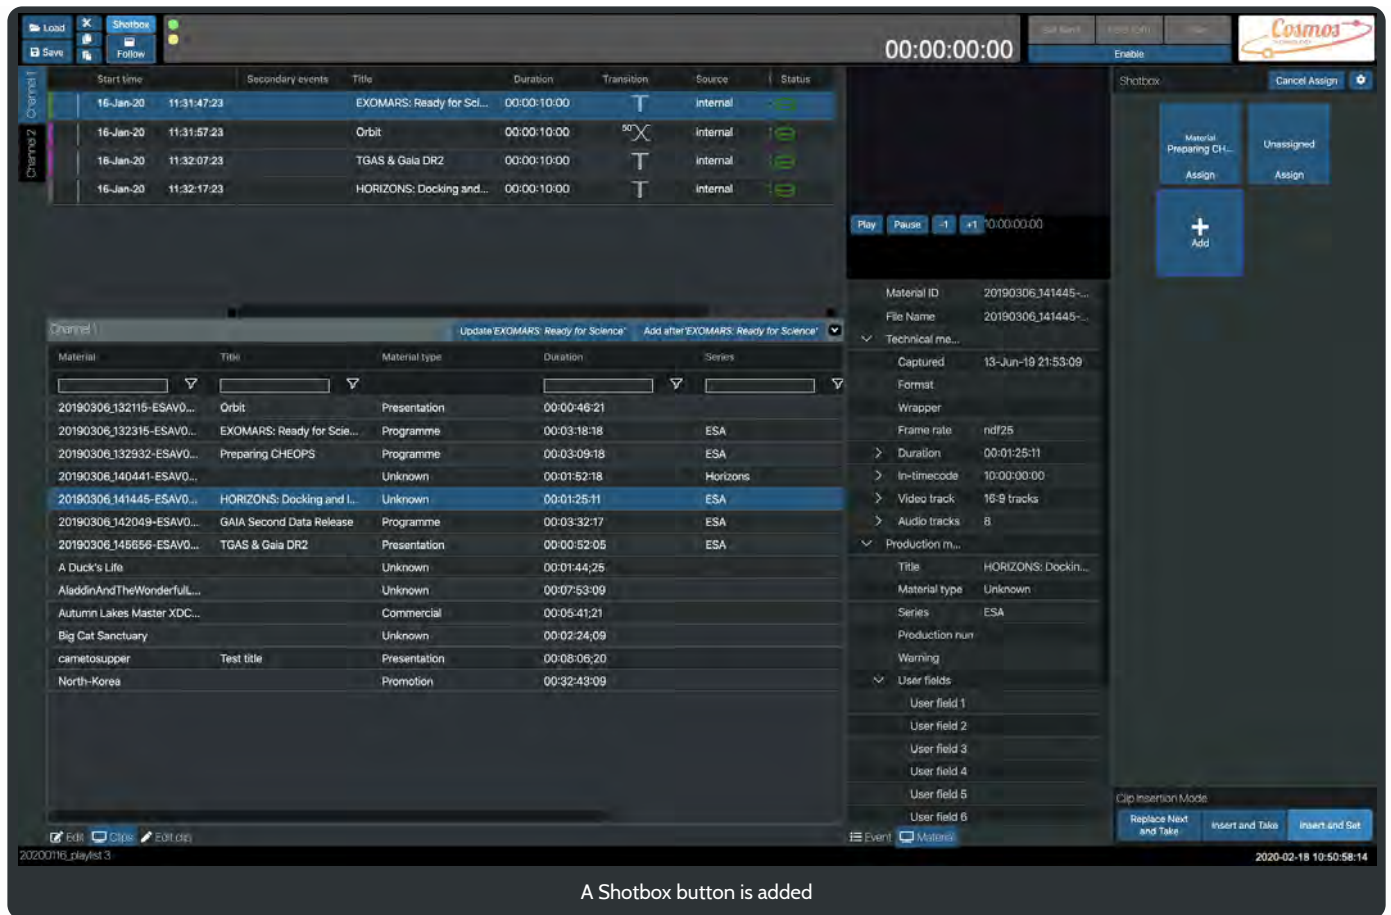 Load
Shotbox
Save
Follow
00:00:00:00
Enable
Cosmos
Channel 1
Channel 2
Start time Secondary events Title Duration Transition Source Status
16-Jan-20 11:31:47:23 EXOMARS: Ready for Sci... 00:00:10:00 internal
16-Jan-20 11:31:57:23 Orbit 00:00:10:00 50 internal
16-Jan-20 11:32:07:23 TGAS & Gaia DR2 00:00:10:00 internal
16-Jan-20 11:32:17:23 HORIZONS: Docking and... 00:00:10:00 internal
Play Pause -1 +1 10:00:00:00
Shotbox Cancel Assign
Material
Preparing CH...
Assign
Unassigned
Assign
Add
Channel 1 Update 'EXOMARS: Ready for Science' Add after 'EXOMARS: Ready for Science'
Material Title Material type Duration Series
20190306_132115-ESAV0... Orbit Presentation 00:00:46:21
20190306_132315-ESAV0... EXOMARS: Ready for Scie... Programme 00:03:18:18 ESA
20190306_132932-ESAV0... Preparing CHEOPS Programme 00:03:09:18 ESA
20190306_140441-ESAV0... Unknown 00:01:52:18 Horizons
20190306_141445-ESAV0... HORIZONS: Docking and l... Unknown 00:01:25:11 ESA
20190306_142049-ESAV0... GAIA Second Data Release Programme 00:03:32:17 ESA
20190306_145656-ESAV0... TGAS & Gaia DR2 Presentation 00:00:52:05 ESA
A Duck's Life Unknown 00:01:44;25
AladdinAndTheWonderfulL... Unknown 00:07:53:09
Autumn Lakes Master XDC... Commercial 00:05:41;21
Big Cat Sanctuary Unknown 00:02:24;09
cametosupper Test title Presentation 00:08:06;20
North-Korea Promotion 00:32:43:09
Material ID 20190306_141445-...
File Name 20190306_141445-...
Technical me...
Captured 13-Jun-19 21:53:09
Format
Wrapper
Frame rate ndf25
Duration 00:01:25:11
In-timecode 10:00:00:00
Video track 16:9 tracks
Audio tracks 8
Production m...
Title HORIZONS: Dockin...
Material type Unknown
Series ESA
Production nun
Warning
User fields
User field 1
User field 2
User field 3
User field 4
User field 5
User field 6
Clip Insertion Mode
Replace Next and Take
Insert and Take
Insert and Set
Edit Clips Edit clip
Event Material
20200116_playlist 3
2020-02-18 10:50:58:14
A Shotbox button is added